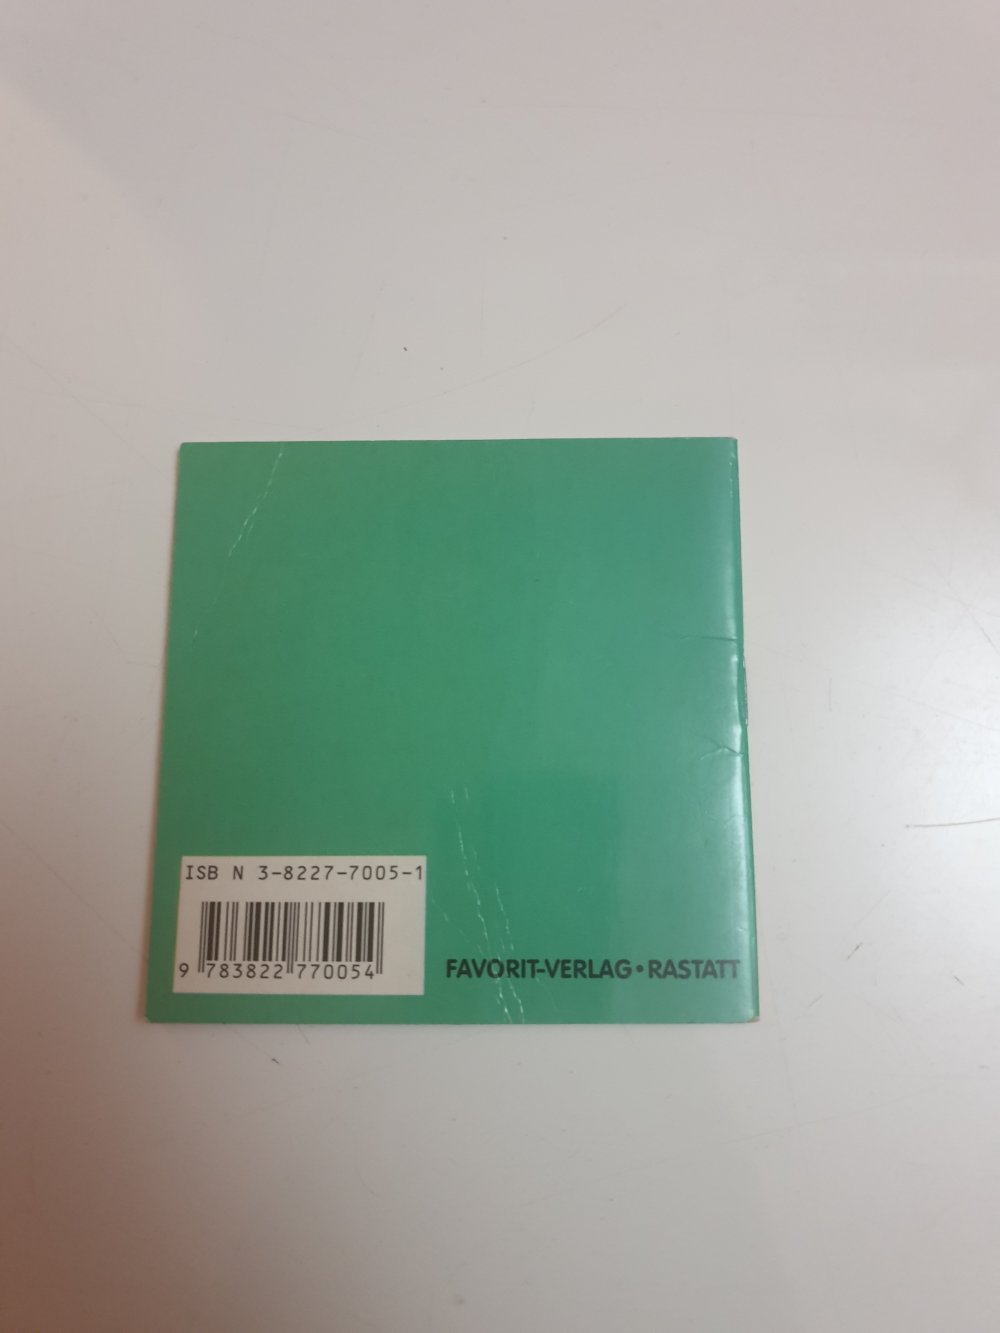 ISB N 3-8227-7005-1
9 783822 770054
FAVORIT-VERLAG • RASTATT